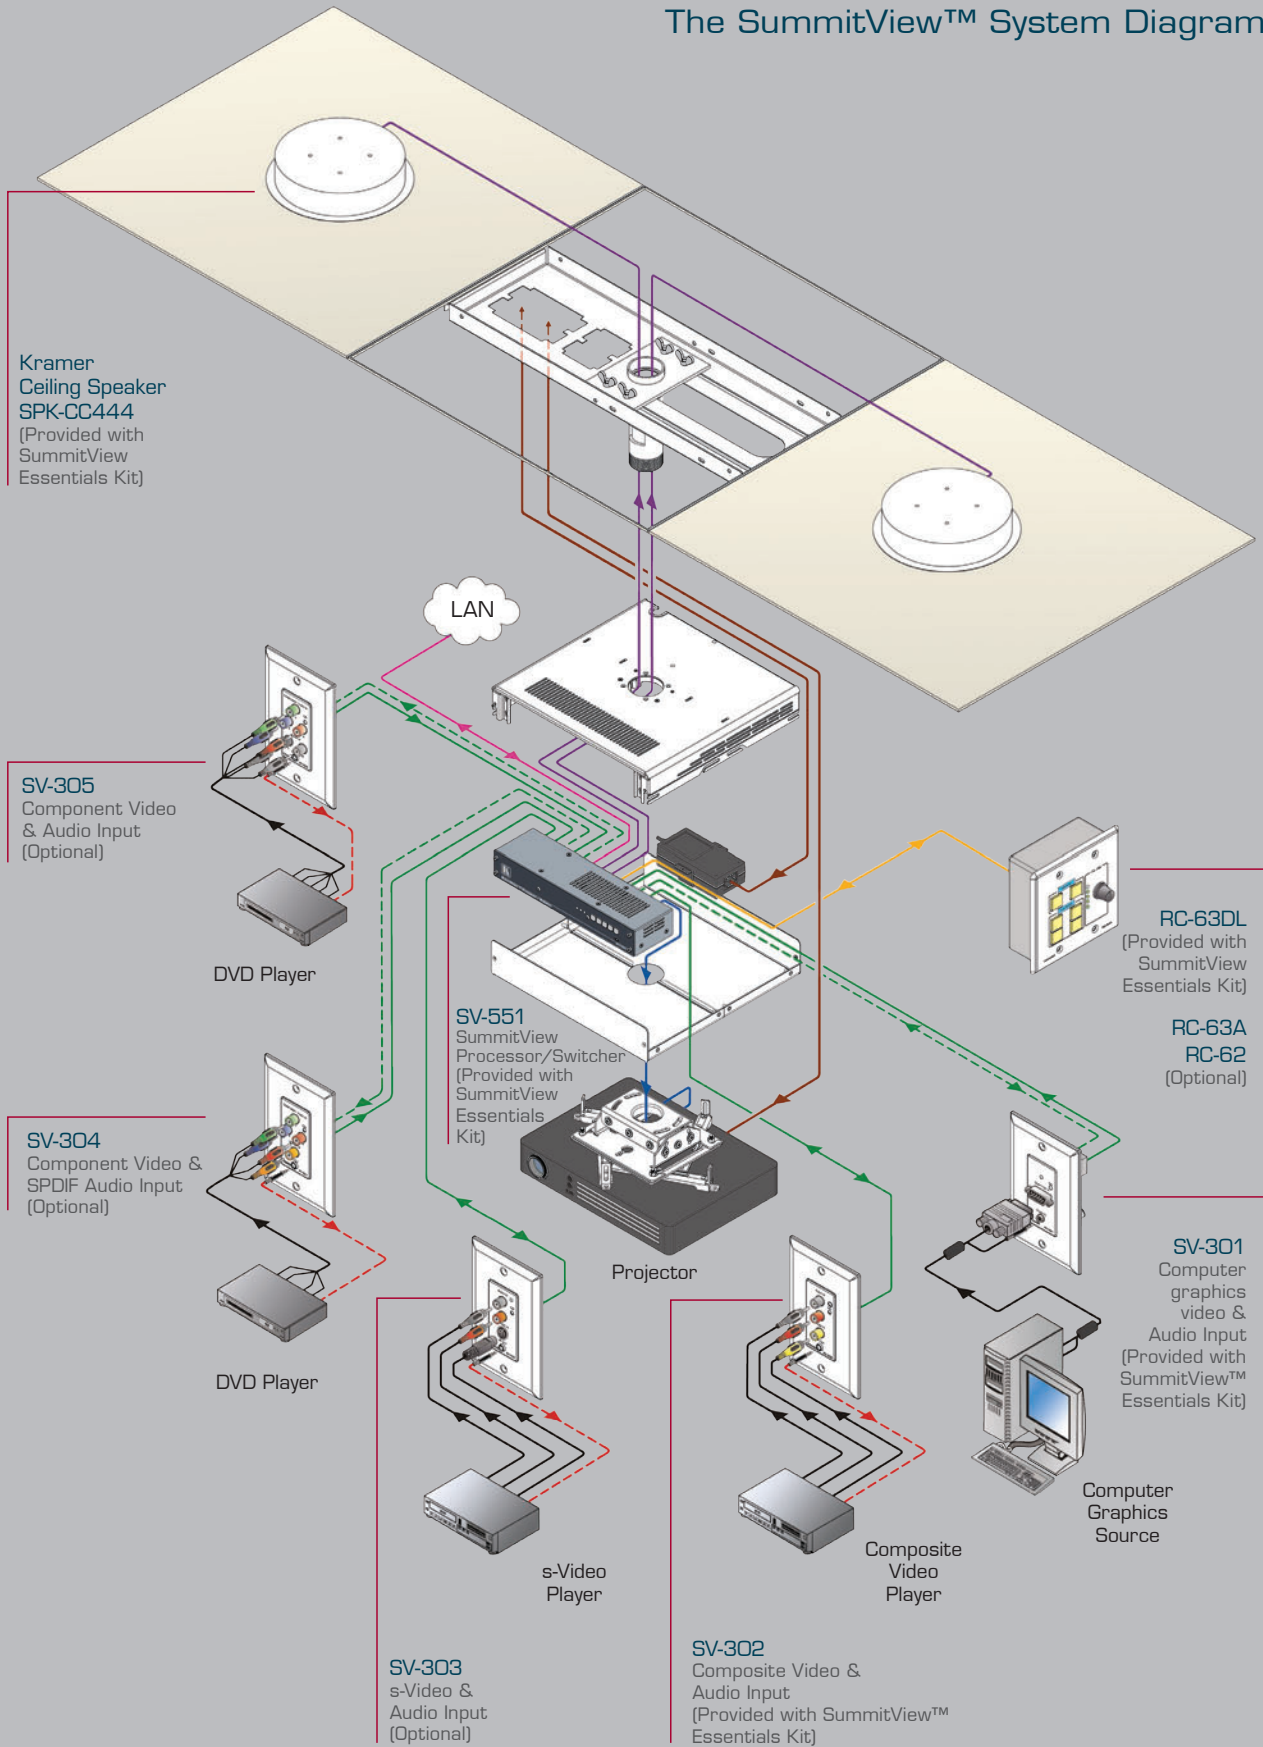 The SummitView™ System Diagram
Kramer
Ceiling Speaker
SPK-CC444
(Provided with
SummitView
Essentials Kit)
LAN
SV-305
Component Video
& Audio Input
(Optional)
DVD Player
RC-63DL
(Provided with
SummitView
Essentials Kit)
RC-63A
RC-62
(Optional)
SV-551
SummitView
Processor/Switcher
(Provided with
SummitView
Essentials
Kit)
SV-304
Component Video &
SPDIF Audio Input
(Optional)
DVD Player
Projector
SV-301
Computer
graphics
video &
Audio Input
(Provided with
SummitView™
Essentials Kit)
Computer
Graphics
Source
s-Video
Player
Composite
Video
Player
SV-303
s-Video &
Audio Input
(Optional)
SV-302
Composite Video &
Audio Input
(Provided with SummitView™
Essentials Kit)